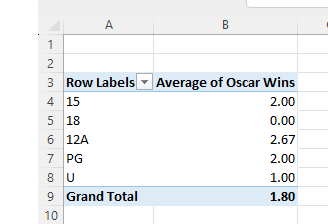 A B
1
2
3 Row Labels Average of Oscar Wins
4 15 2.00
5 18 0.00
6 12A 2.67
7 PG 2.00
8 U 1.00
9 Grand Total 1.80
10